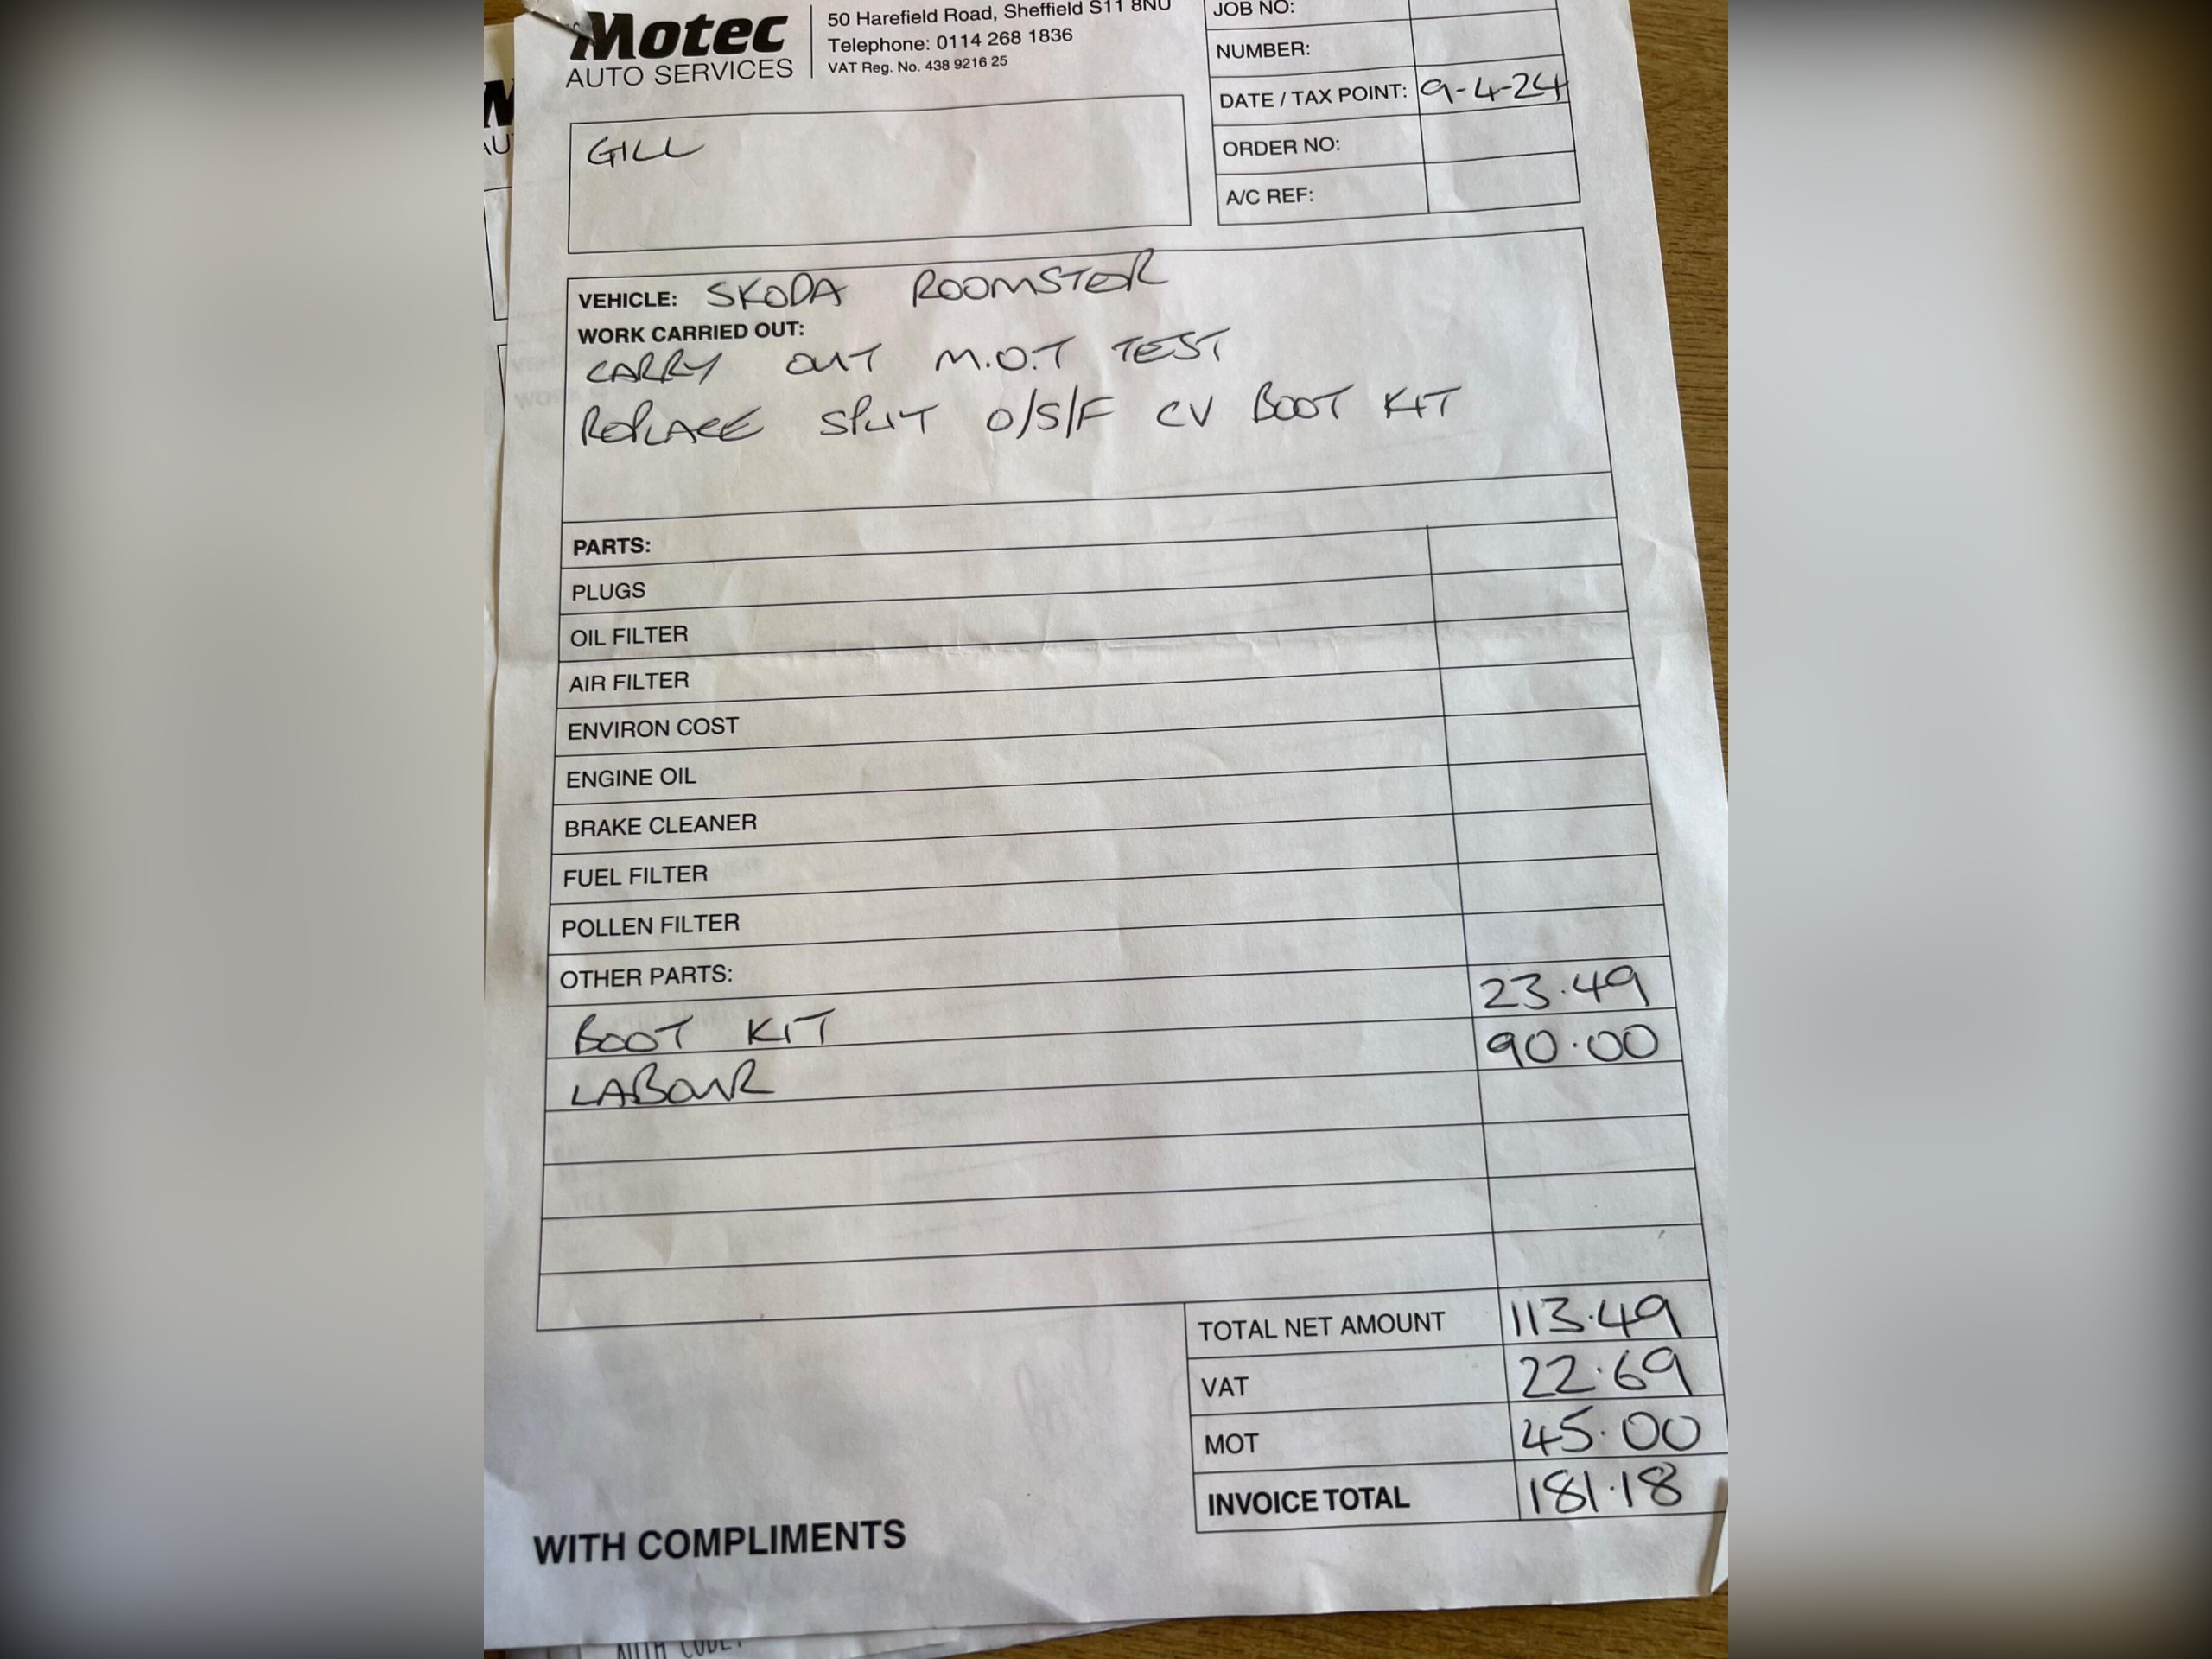 Motec
AUTO SERVICES
50 Harefield Road, Sheffield S11 8NU
Telephone: 0114 268 1836
VAT Reg. No. 438 9216 25
JOB NO:
NUMBER:
DATE / TAX POINT: 9-4-24
ORDER NO:
A/C REF:
GILL
VEHICLE: SKODA ROOMSTER
WORK CARRIED OUT:
CARRY OUT M.O.T TEST
REPLACE SPLIT O/S/F CV BOOT KIT
PARTS:
PLUGS
OIL FILTER
AIR FILTER
ENVIRON COST
ENGINE OIL
BRAKE CLEANER
FUEL FILTER
POLLEN FILTER
OTHER PARTS:
BOOT KIT 23.49
LABOUR 90.00
TOTAL NET AMOUNT 113.49
VAT 22.69
MOT 45.00
INVOICE TOTAL 181.18
WITH COMPLIMENTS
AUTH CODE: